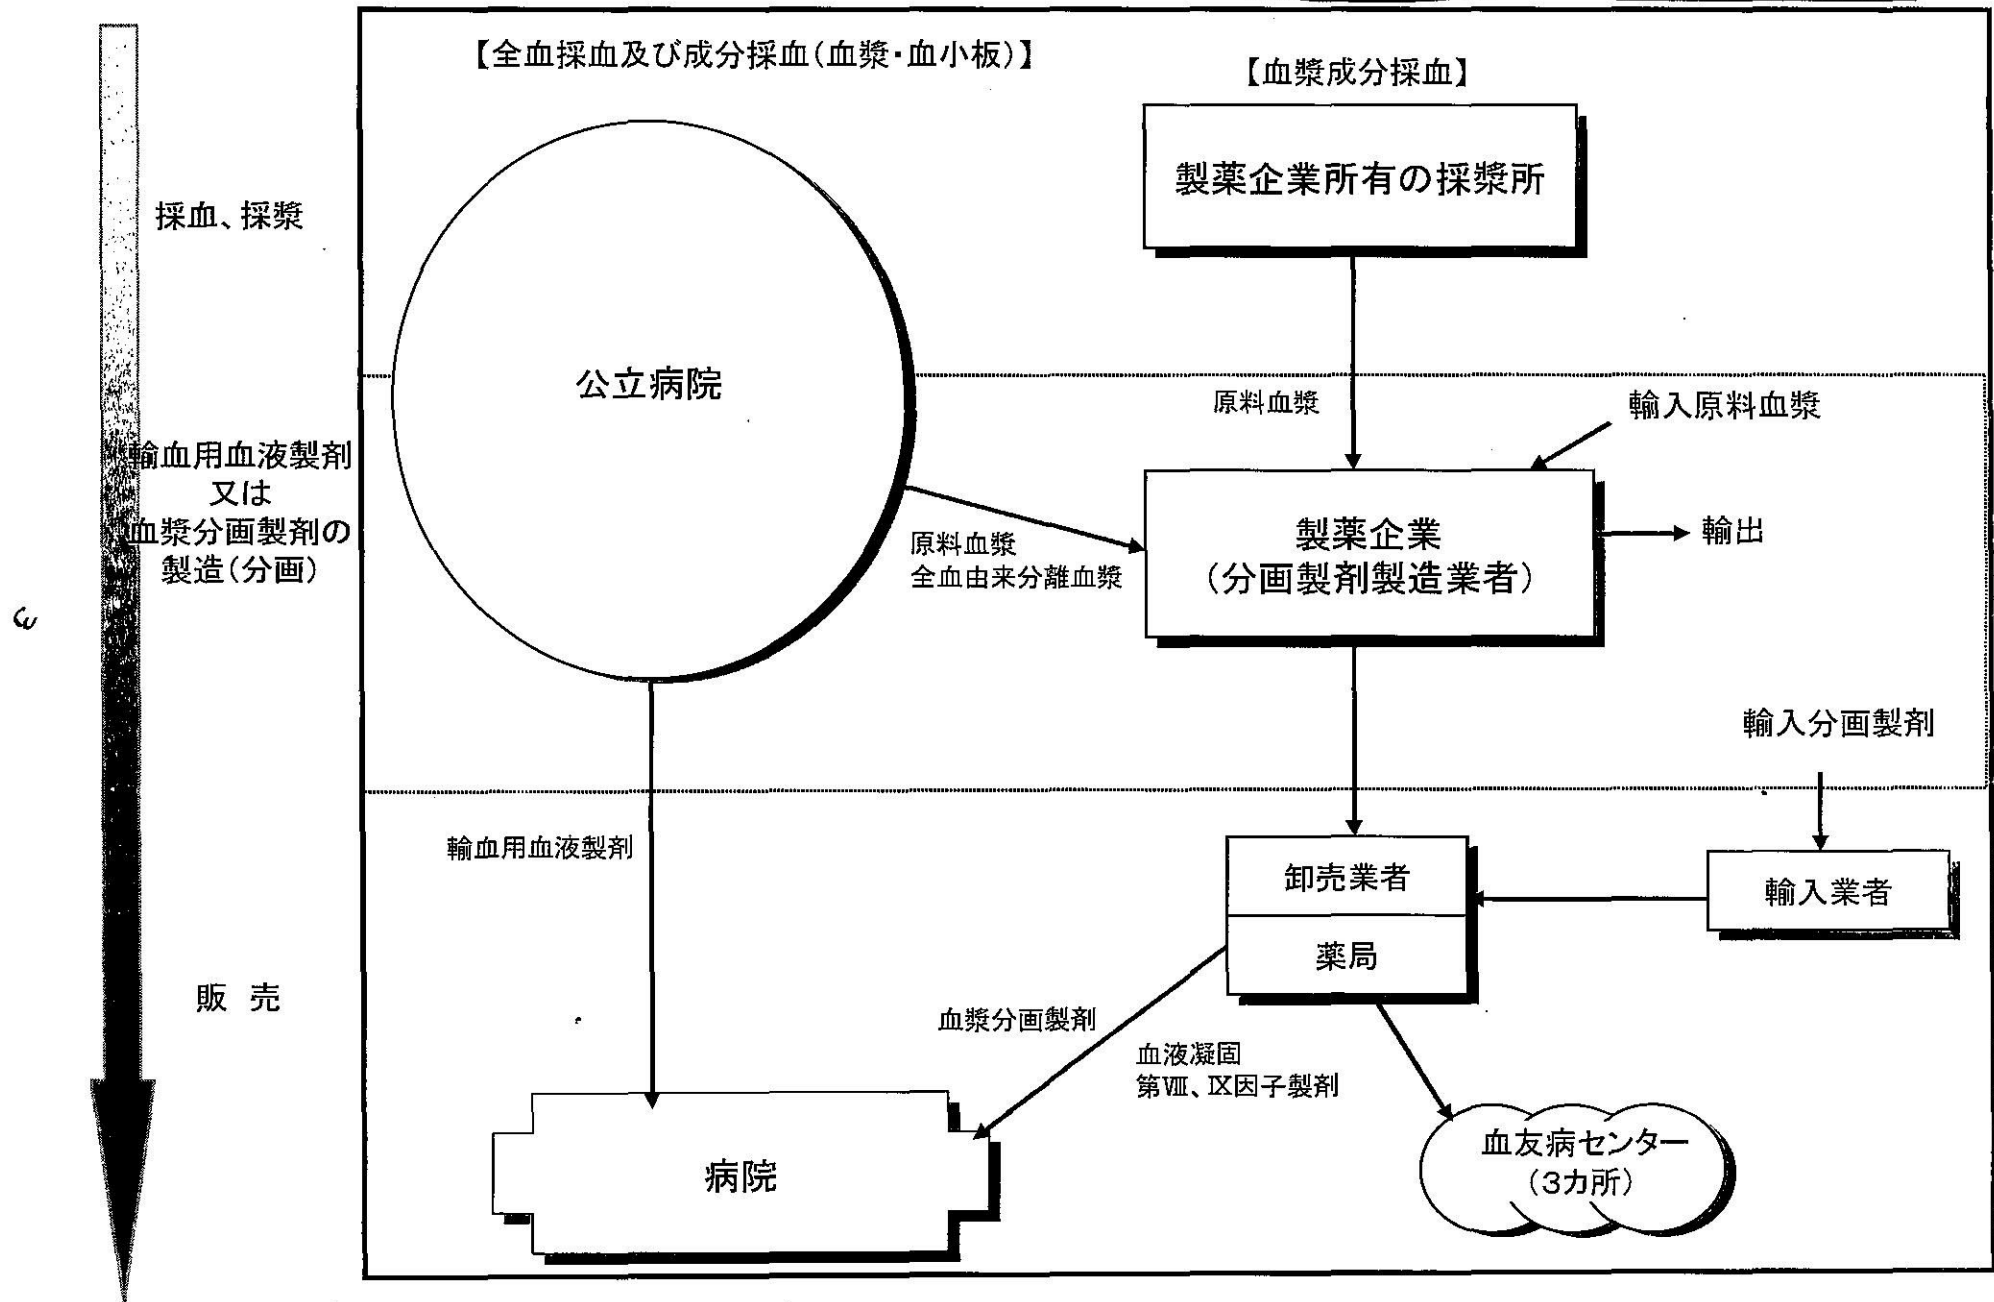 【全血採血及び成分採血(血漿・血小板)】
【血漿成分採血】
製薬企業所有の採漿所
採血、採漿
公立病院
原料血漿
輸入原料血漿
輸血用血液製剤
又は
血漿分画製剤の
製造(分画)
製薬企業
(分画製剤製造業者)
輸出
原料血漿
全血由来分離血漿
輸入分画製剤
輸血用血液製剤
卸売業者
薬局
輸入業者
販 売
血漿分画製剤
血液凝固
第Ⅷ、Ⅸ因子製剤
病院
血友病センター
(3カ所)
3